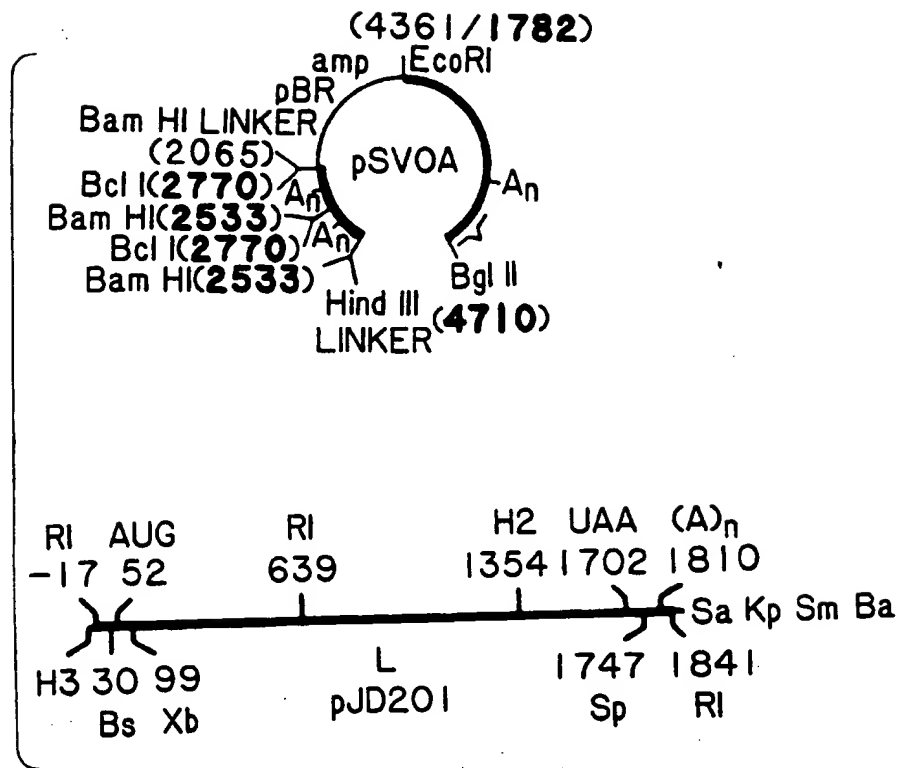 (4361/1782)
amp EcoRI
pBR
Bam HI LINKER
(2065)
pSVOA
Bcl I(2770) An An
Bam HI(2533)
Bcl I(2770) An
Bam HI(2533) Bgl II
Hind III (4710)
LINKER
RI AUG RI H2 UAA (A)n
-17 52 639 1354 1702 1810
Sa Kp Sm Ba
H3 30 99 L 1747 1841
Bs Xb pJD201 Sp RI